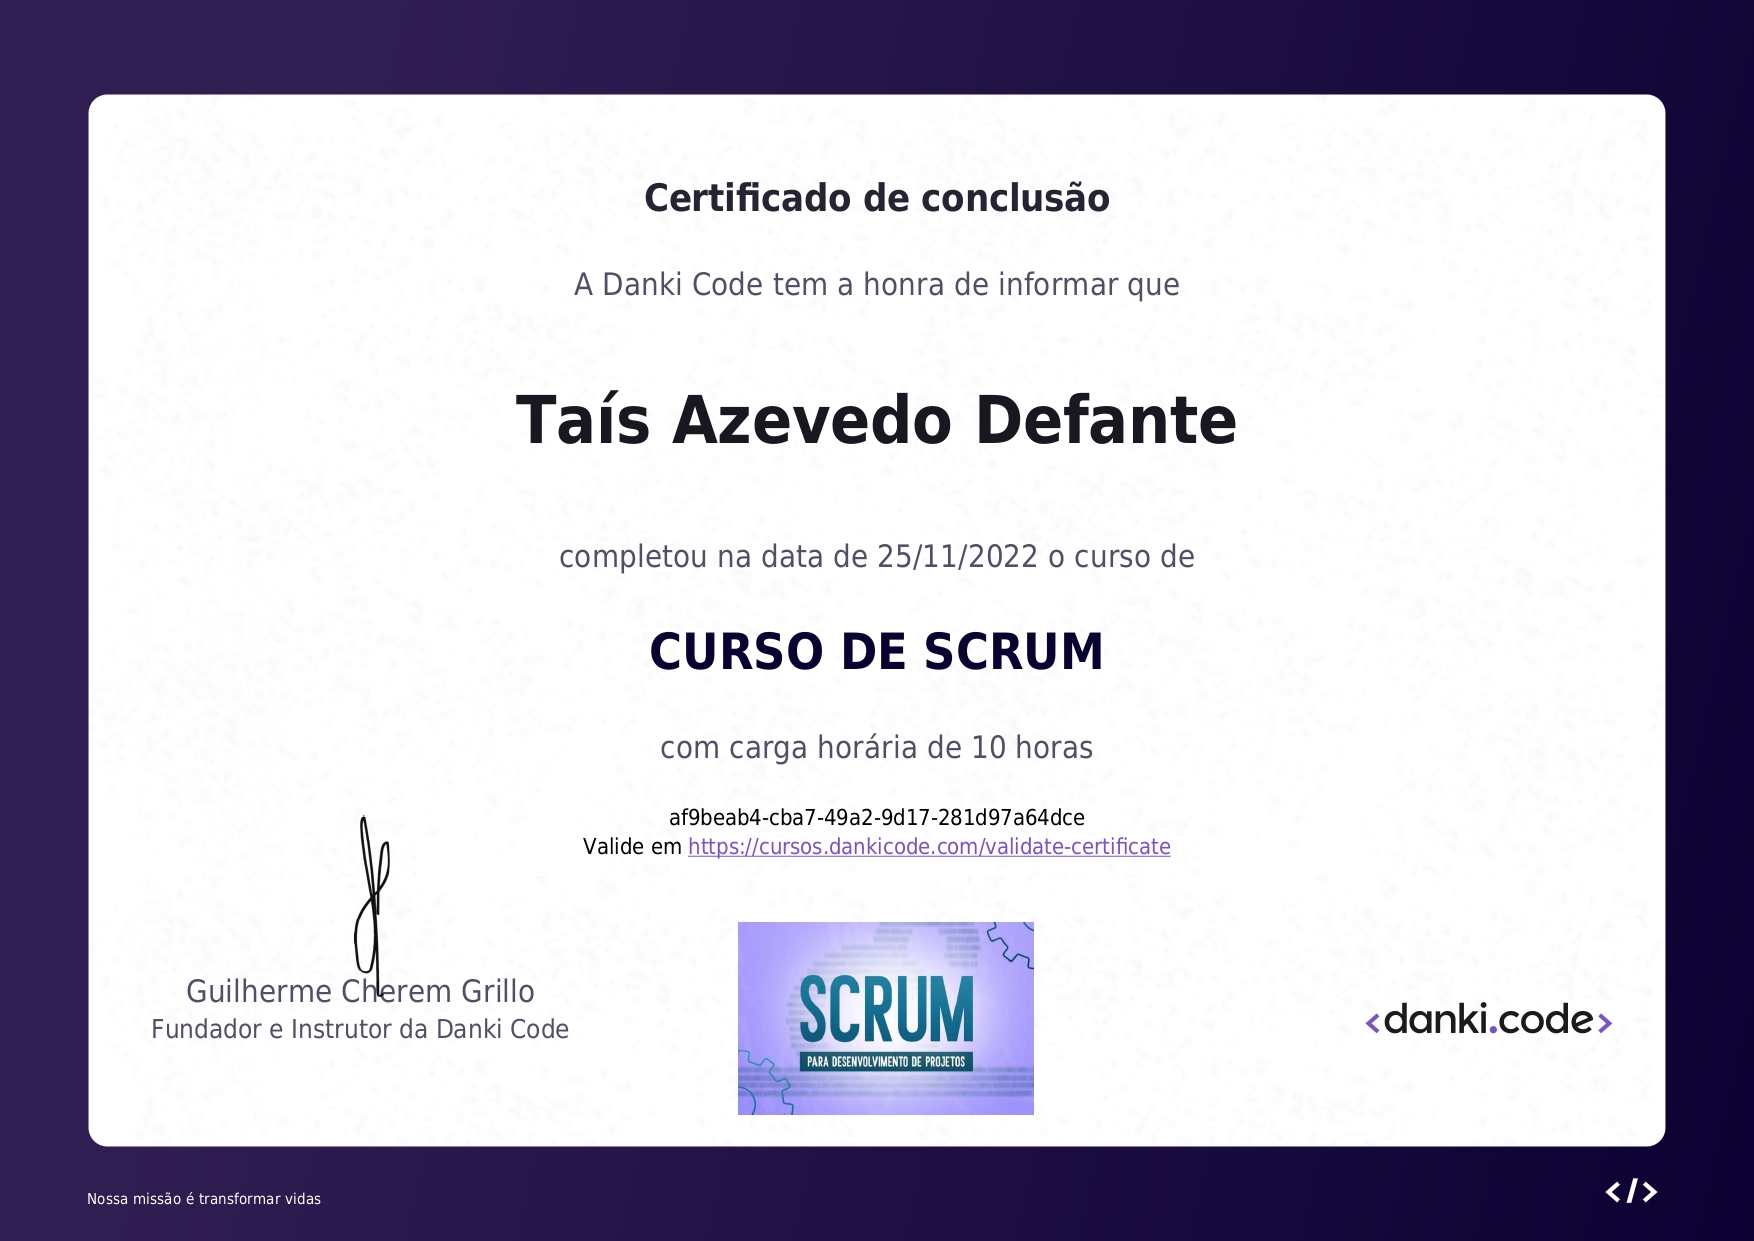 Certificado de conclusão
A Danki Code tem a honra de informar que
Taís Azevedo Defante
completou na data de 25/11/2022 o curso de
CURSO DE SCRUM
com carga horária de 10 horas
af9beab4-cba7-49a2-9d17-281d97a64dce
Valide em https://cursos.dankicode.com/validate-certificate
Guilherme Cherem Grillo
Fundador e Instrutor da Danki Code
SCRUM
PARA DESENVOLVIMENTO DE PROJETOS
<danki.code>
Nossa missão é transformar vidas
</>